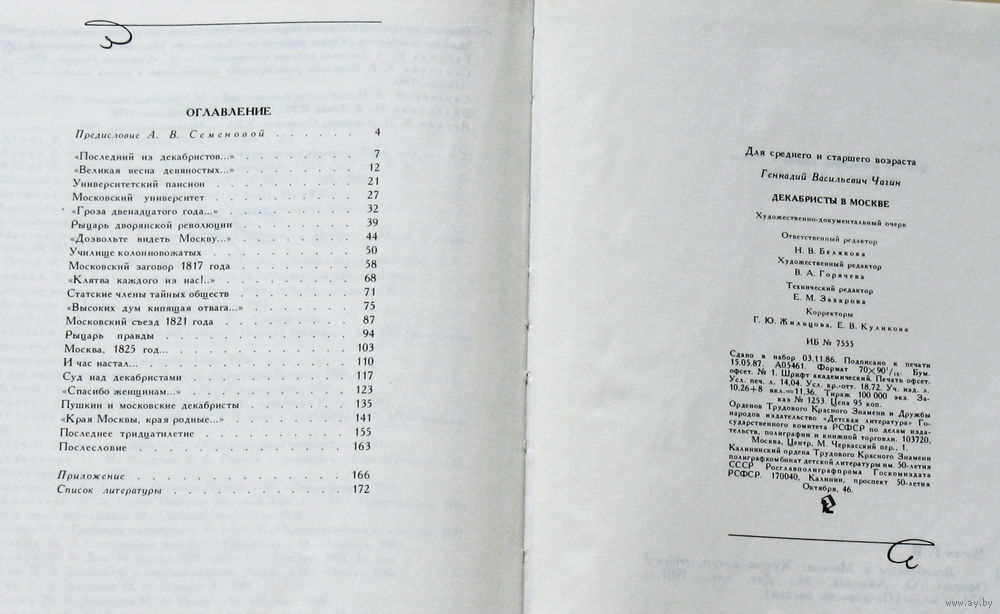 ОГЛАВЛЕНИЕ
Предисловие А. В. Семеновой . . . . . . 4
«Последний из декабристов...» . . . . . . . . 7
«Великая весна девяностых...» . . . . . . . . 12
Университетский пансион . . . . . . . . . . 21
Московский университет . . . . . . . . . . 27
«Гроза двенадцатого года...» . . . . . . . . . 32
Рыцарь дворянской революции . . . . . . . . 39
«Дозвольте видеть Москву...» . . . . . . . . 44
Училище колонновожатых . . . . . . . . . 50
Московский заговор 1817 года . . . . . . . . 58
«Клятва каждого из нас!..» . . . . . . . . . 68
Статские члены тайных обществ . . . . . . . 71
«Высоких дум кипящая отвага...» . . . . . . . 75
Московский съезд 1821 года . . . . . . . . . 87
Рыцарь правды . . . . . . . . . . . . 94
Москва, 1825 год... . . . . . . . . . . . 103
И час настал... . . . . . . . . . . . . . 110
Суд над декабристами . . . . . . . . . . 117
«Спасибо женщинам...» . . . . . . . . . . 123
Пушкин и московские декабристы . . . . . . . 135
«Края Москвы, края родные...» . . . . . . . . 141
Последнее тридцатилетие . . . . . . . . . 155
Послесловие . . . . . . . . . . . . . 163
Приложение . . . . . . . . . . . . . 166
Список литературы . . . . . . . . . . . 172
Для среднего и старшего возраста
Геннадий Васильевич Чагин
ДЕКАБРИСТЫ В МОСКВЕ
Художественно-документальный очерк
Ответственный редактор
Н. В. Белякова
Художественный редактор
В. А. Горячева
Технический редактор
Е. М. Захарова
Корректоры
Г. Ю. Жильцова, Е. В. Куликова
ИБ № 7555
Сдано в набор 03.11.86. Подписано к печати
15.05.87. А05461. Формат 70×90¹/₁₆. Бум.
офсет. № 1. Шрифт академический. Печать офсет.
Усл. печ. л. 14,04. Усл. кр.-отт. 18,72. Уч. изд. л.
10,26+8 вкл.=11,36. Тираж 100 000 экз. За-
каз № 1253. Цена 95 коп.
Орденов Трудового Красного Знамени и Дружбы
народов издательство «Детская литература» Го-
сударственного комитета РСФСР по делам изда-
тельств, полиграфии и книжной торговли. 103720,
Москва, Центр, М. Черкасский пер., 1.
Калининский ордена Трудового Красного Знамени
полиграфкомбинат детской литературы им. 50-летия
СССР Росглавполиграфпрома Госкомиздата
РСФСР. 170040, Калинин, проспект 50-летия
Октября, 46.
www.ay.by